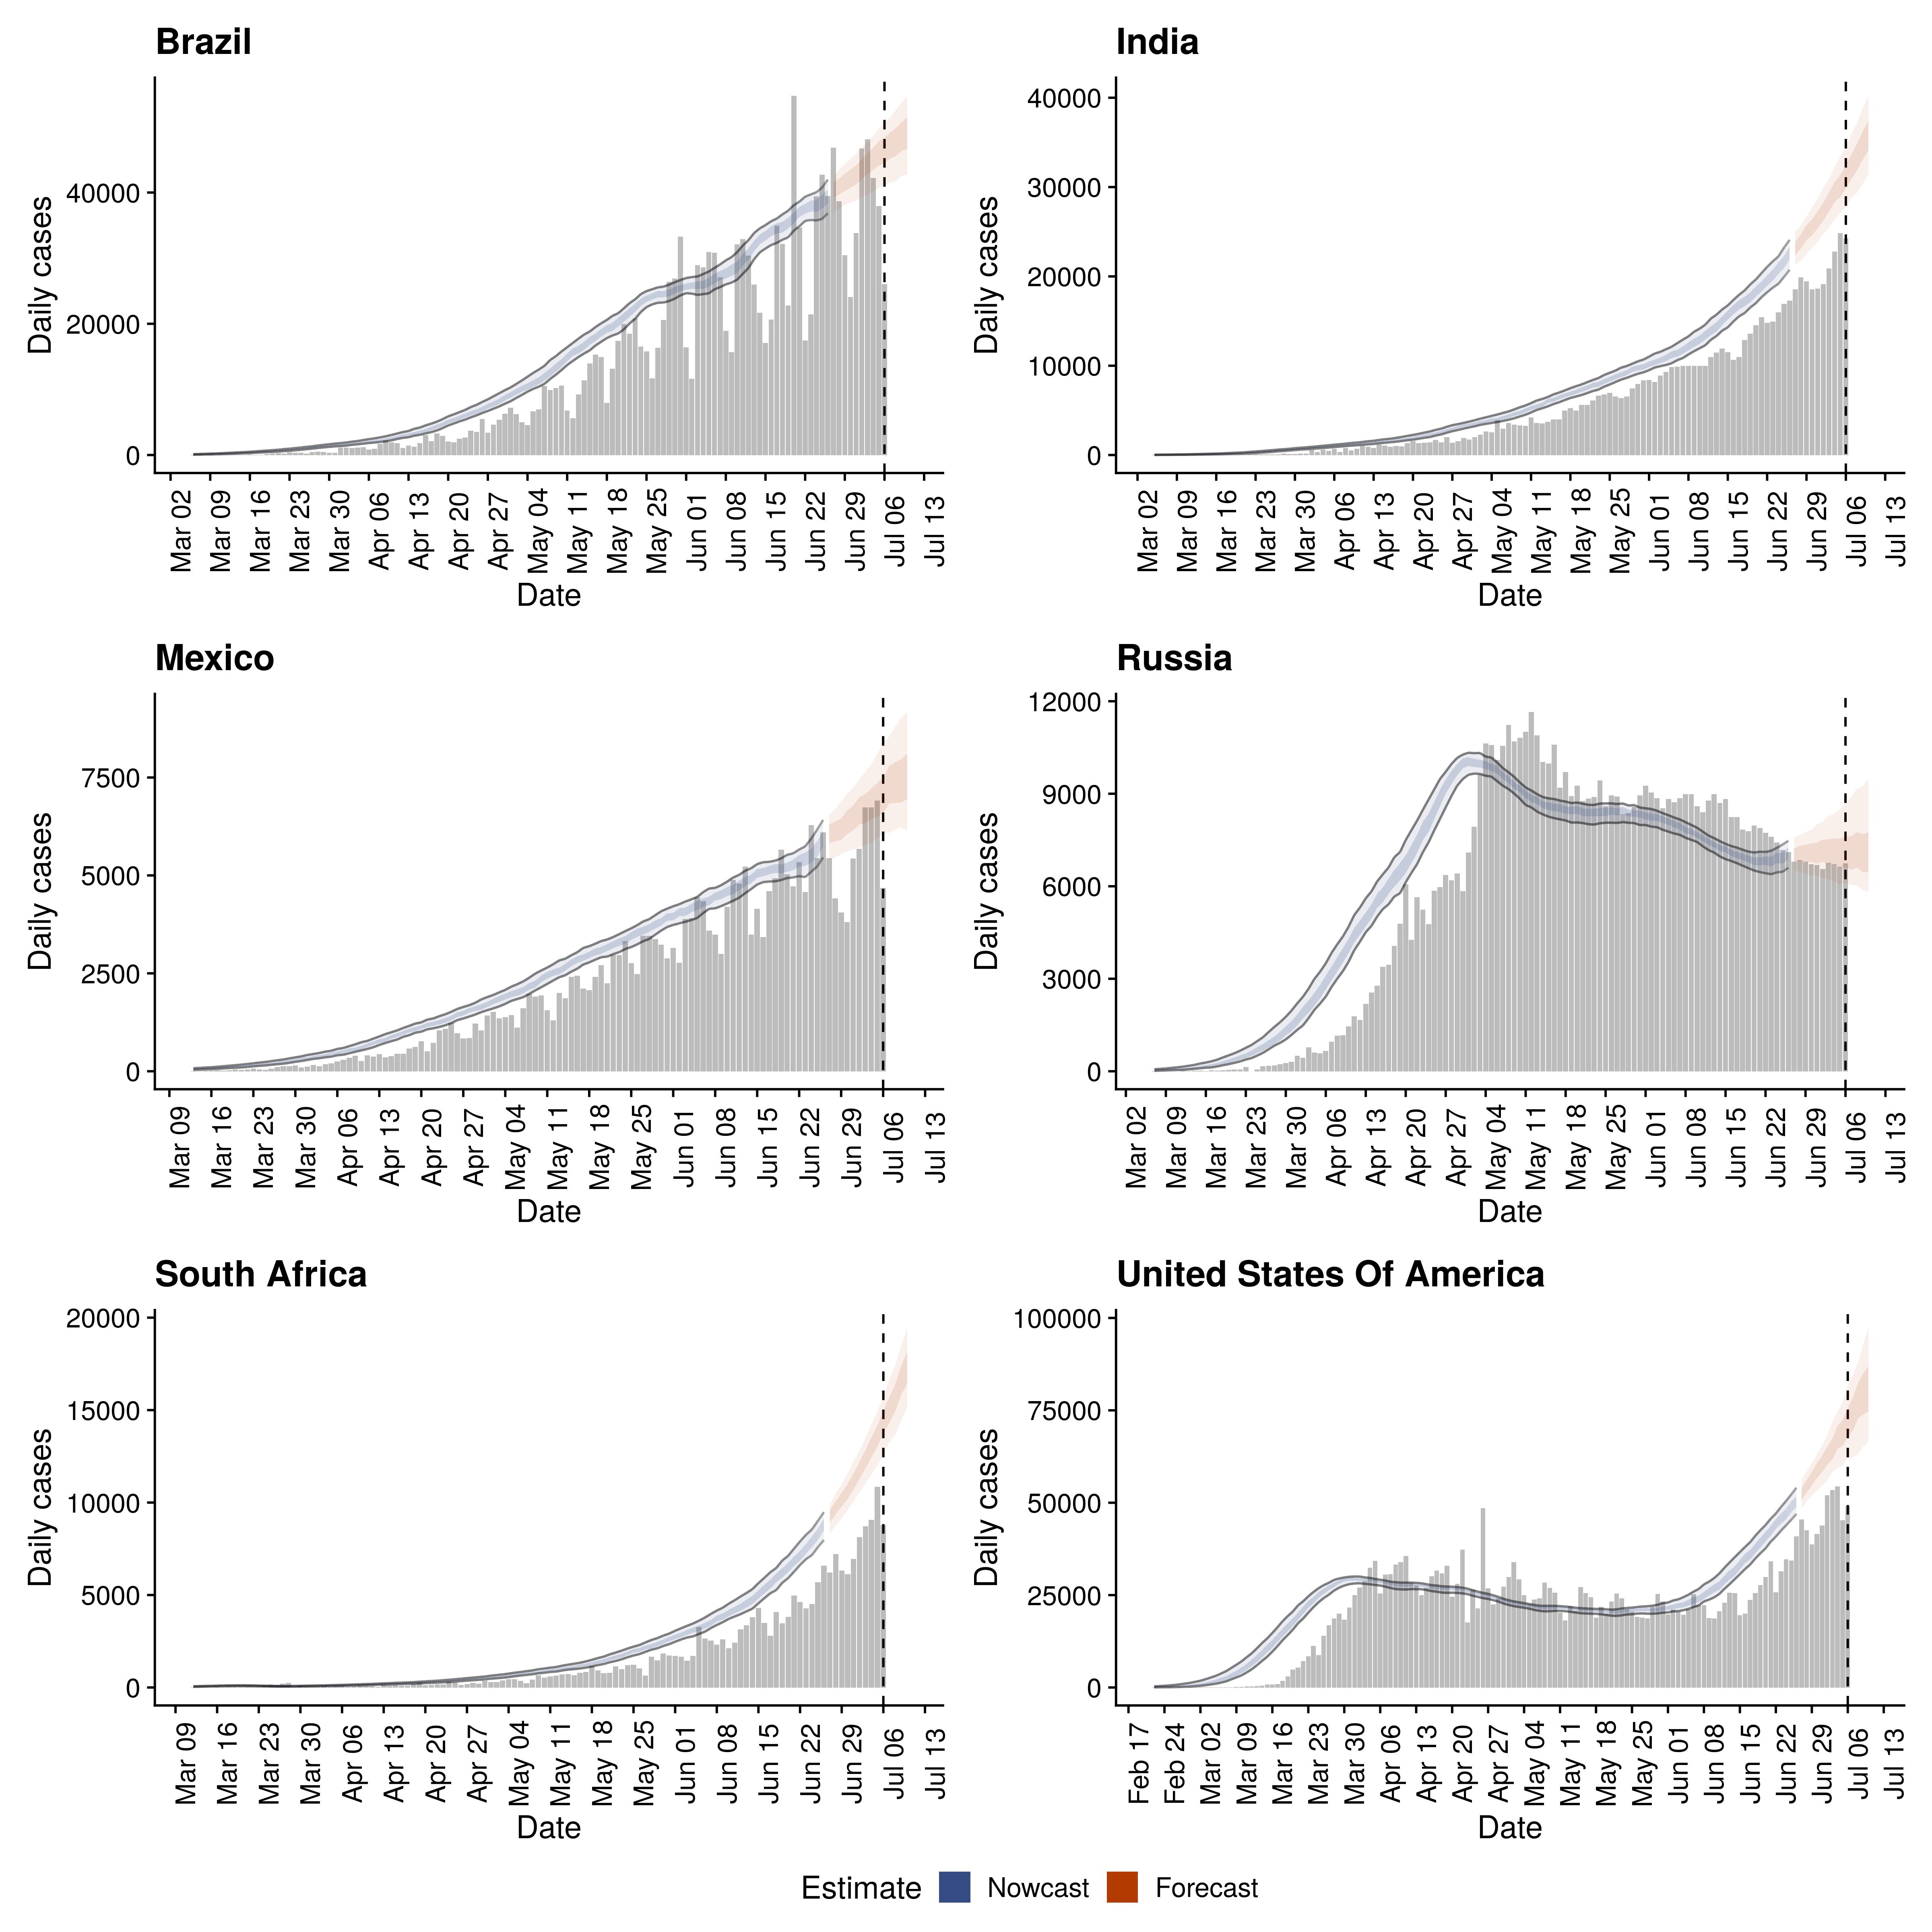 Brazil
Daily cases
40000
20000
0
Mar 02 Mar 09 Mar 16 Mar 23 Mar 30 Apr 06 Apr 13 Apr 20 Apr 27 May 04 May 11 May 18 May 25 Jun 01 Jun 08 Jun 15 Jun 22 Jun 29 Jul 06 Jul 13
Date
India
Daily cases
40000
30000
20000
10000
0
Mar 02 Mar 09 Mar 16 Mar 23 Mar 30 Apr 06 Apr 13 Apr 20 Apr 27 May 04 May 11 May 18 May 25 Jun 01 Jun 08 Jun 15 Jun 22 Jun 29 Jul 06 Jul 13
Date
Mexico
Daily cases
7500
5000
2500
0
Mar 09 Mar 16 Mar 23 Mar 30 Apr 06 Apr 13 Apr 20 Apr 27 May 04 May 11 May 18 May 25 Jun 01 Jun 08 Jun 15 Jun 22 Jun 29 Jul 06 Jul 13
Date
Russia
Daily cases
12000
9000
6000
3000
0
Mar 02 Mar 09 Mar 16 Mar 23 Mar 30 Apr 06 Apr 13 Apr 20 Apr 27 May 04 May 11 May 18 May 25 Jun 01 Jun 08 Jun 15 Jun 22 Jun 29 Jul 06 Jul 13
Date
South Africa
Daily cases
20000
15000
10000
5000
0
Mar 09 Mar 16 Mar 23 Mar 30 Apr 06 Apr 13 Apr 20 Apr 27 May 04 May 11 May 18 May 25 Jun 01 Jun 08 Jun 15 Jun 22 Jun 29 Jul 06 Jul 13
Date
United States Of America
Daily cases
100000
75000
50000
25000
0
Feb 17 Feb 24 Mar 02 Mar 09 Mar 16 Mar 23 Mar 30 Apr 06 Apr 13 Apr 20 Apr 27 May 04 May 11 May 18 May 25 Jun 01 Jun 08 Jun 15 Jun 22 Jun 29 Jul 06 Jul 13
Date
Estimate Nowcast Forecast